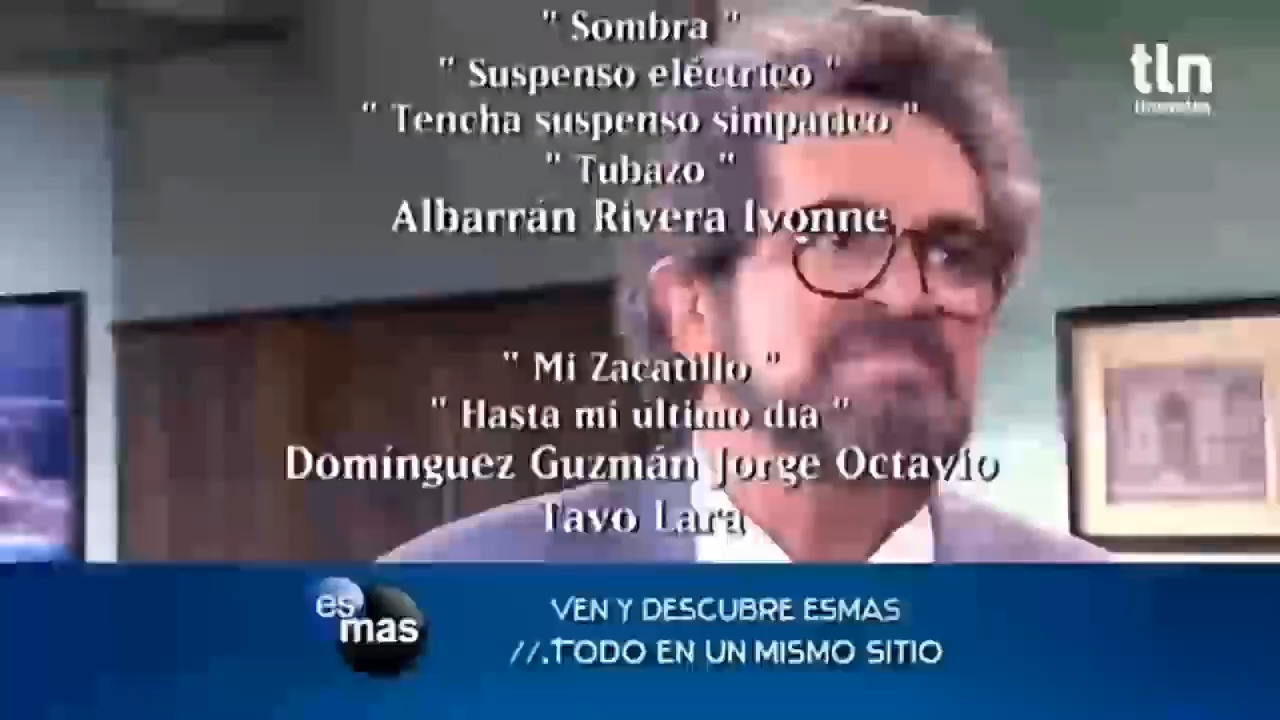 " Sombra "
" Suspenso eléctrico "
" Tencha suspenso simpatico "
" Tubazo "
Albarrán Rivera Ivonne
" Mi Zacatillo "
" Hasta mi ultimo dia "
Domínguez Guzmán Jorge Octavio
Tavo Lara
tln
es
mas
VEN Y DESCUBRE ESMAS
//.TODO EN UN MISMO SITIO